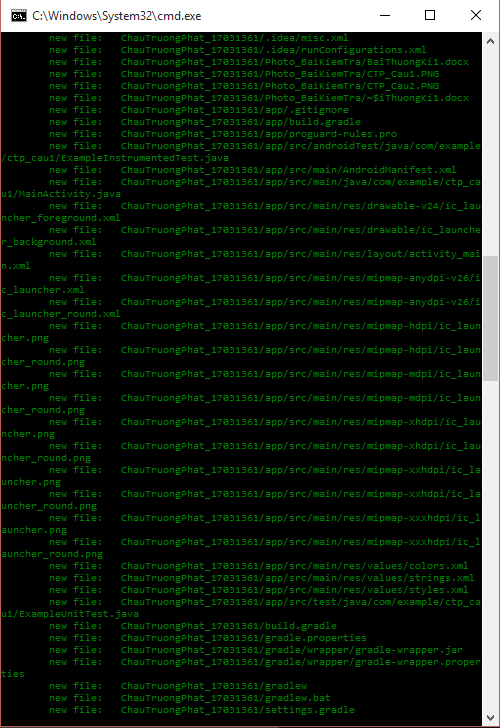 C:\Windows\System32\cmd.exe
new file:   ChauTruongPhat_17031361/.idea/misc.xml
new file:   ChauTruongPhat_17031361/.idea/runConfigurations.xml
new file:   ChauTruongPhat_17031361/Photo_BaiKiemTra/BaiThuongKi1.docx
new file:   ChauTruongPhat_17031361/Photo_BaiKiemTra/CTP_Cau1.PNG
new file:   ChauTruongPhat_17031361/Photo_BaiKiemTra/CTP_Cau2.PNG
new file:   ChauTruongPhat_17031361/Photo_BaiKiemTra/~$iThuongKi1.docx
new file:   ChauTruongPhat_17031361/app/.gitignore
new file:   ChauTruongPhat_17031361/app/build.gradle
new file:   ChauTruongPhat_17031361/app/proguard-rules.pro
new file:   ChauTruongPhat_17031361/app/src/androidTest/java/com/example
/ctp_cau1/ExampleInstrumentedTest.java
new file:   ChauTruongPhat_17031361/app/src/main/AndroidManifest.xml
new file:   ChauTruongPhat_17031361/app/src/main/java/com/example/ctp_ca
u1/MainActivity.java
new file:   ChauTruongPhat_17031361/app/src/main/res/drawable-v24/ic_lau
ncher_foreground.xml
new file:   ChauTruongPhat_17031361/app/src/main/res/drawable/ic_launche
r_background.xml
new file:   ChauTruongPhat_17031361/app/src/main/res/layout/activity_mai
n.xml
new file:   ChauTruongPhat_17031361/app/src/main/res/mipmap-anydpi-v26/i
c_launcher.xml
new file:   ChauTruongPhat_17031361/app/src/main/res/mipmap-anydpi-v26/i
c_launcher_round.xml
new file:   ChauTruongPhat_17031361/app/src/main/res/mipmap-hdpi/ic_laun
cher.png
new file:   ChauTruongPhat_17031361/app/src/main/res/mipmap-hdpi/ic_laun
cher_round.png
new file:   ChauTruongPhat_17031361/app/src/main/res/mipmap-mdpi/ic_laun
cher.png
new file:   ChauTruongPhat_17031361/app/src/main/res/mipmap-mdpi/ic_laun
cher_round.png
new file:   ChauTruongPhat_17031361/app/src/main/res/mipmap-xhdpi/ic_lau
ncher.png
new file:   ChauTruongPhat_17031361/app/src/main/res/mipmap-xhdpi/ic_lau
ncher_round.png
new file:   ChauTruongPhat_17031361/app/src/main/res/mipmap-xxhdpi/ic_la
uncher.png
new file:   ChauTruongPhat_17031361/app/src/main/res/mipmap-xxhdpi/ic_la
uncher_round.png
new file:   ChauTruongPhat_17031361/app/src/main/res/mipmap-xxxhdpi/ic_l
auncher.png
new file:   ChauTruongPhat_17031361/app/src/main/res/mipmap-xxxhdpi/ic_l
auncher_round.png
new file:   ChauTruongPhat_17031361/app/src/main/res/values/colors.xml
new file:   ChauTruongPhat_17031361/app/src/main/res/values/strings.xml
new file:   ChauTruongPhat_17031361/app/src/main/res/values/styles.xml
new file:   ChauTruongPhat_17031361/app/src/test/java/com/example/ctp_ca
u1/ExampleUnitTest.java
new file:   ChauTruongPhat_17031361/build.gradle
new file:   ChauTruongPhat_17031361/gradle.properties
new file:   ChauTruongPhat_17031361/gradle/wrapper/gradle-wrapper.jar
new file:   ChauTruongPhat_17031361/gradle/wrapper/gradle-wrapper.proper
ties
new file:   ChauTruongPhat_17031361/gradlew
new file:   ChauTruongPhat_17031361/gradlew.bat
new file:   ChauTruongPhat_17031361/settings.gradle